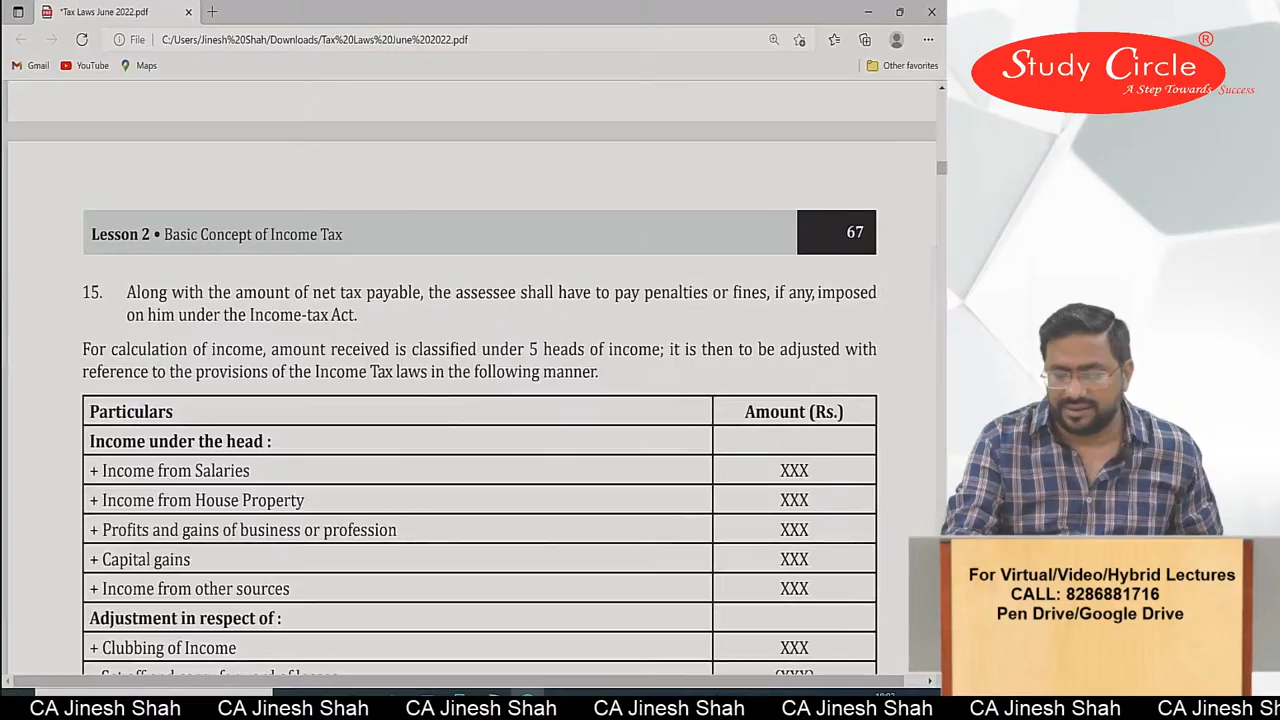 *Tax Laws June 2022.pdf
File
C:/Users/Jinesh%20Shah/Downloads/Tax%20Laws%20June%202022.pdf
Gmail
YouTube
Maps
Other favorites
Lesson 2 • Basic Concept of Income Tax
67
15. Along with the amount of net tax payable, the assessee shall have to pay penalties or fines, if any, imposed
on him under the Income-tax Act.
For calculation of income, amount received is classified under 5 heads of income; it is then to be adjusted with
reference to the provisions of the Income Tax laws in the following manner.
Particulars Amount (Rs.)
Income under the head :
+ Income from Salaries XXX
+ Income from House Property XXX
+ Profits and gains of business or profession XXX
+ Capital gains XXX
+ Income from other sources XXX
Adjustment in respect of :
+ Clubbing of Income XXX
Study Circle ®
A Step Towards Success
For Virtual/Video/Hybrid Lectures
CALL: 8286881716
Pen Drive/Google Drive
CA Jinesh Shah CA Jinesh Shah CA Jinesh Shah CA Jinesh Shah CA Jinesh Shah CA Jinesh Shah CA Jinesh S